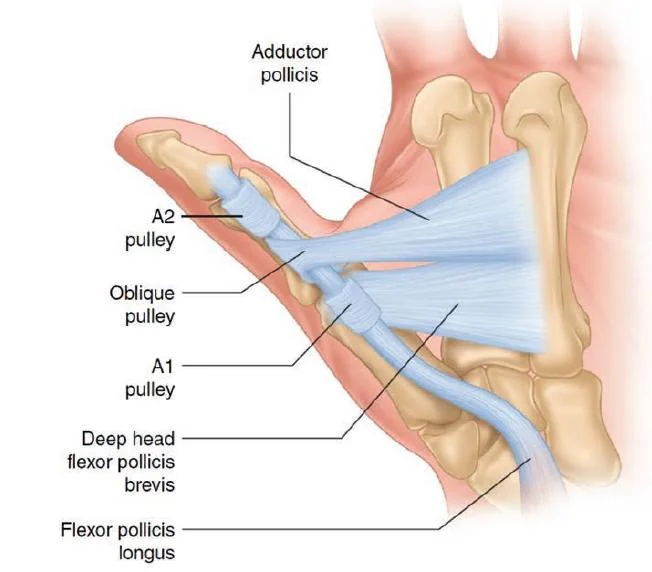 Adductor
pollicis
A2
pulley
Oblique
pulley
A1
pulley
Deep head
flexor pollicis
brevis
Flexor pollicis
longus